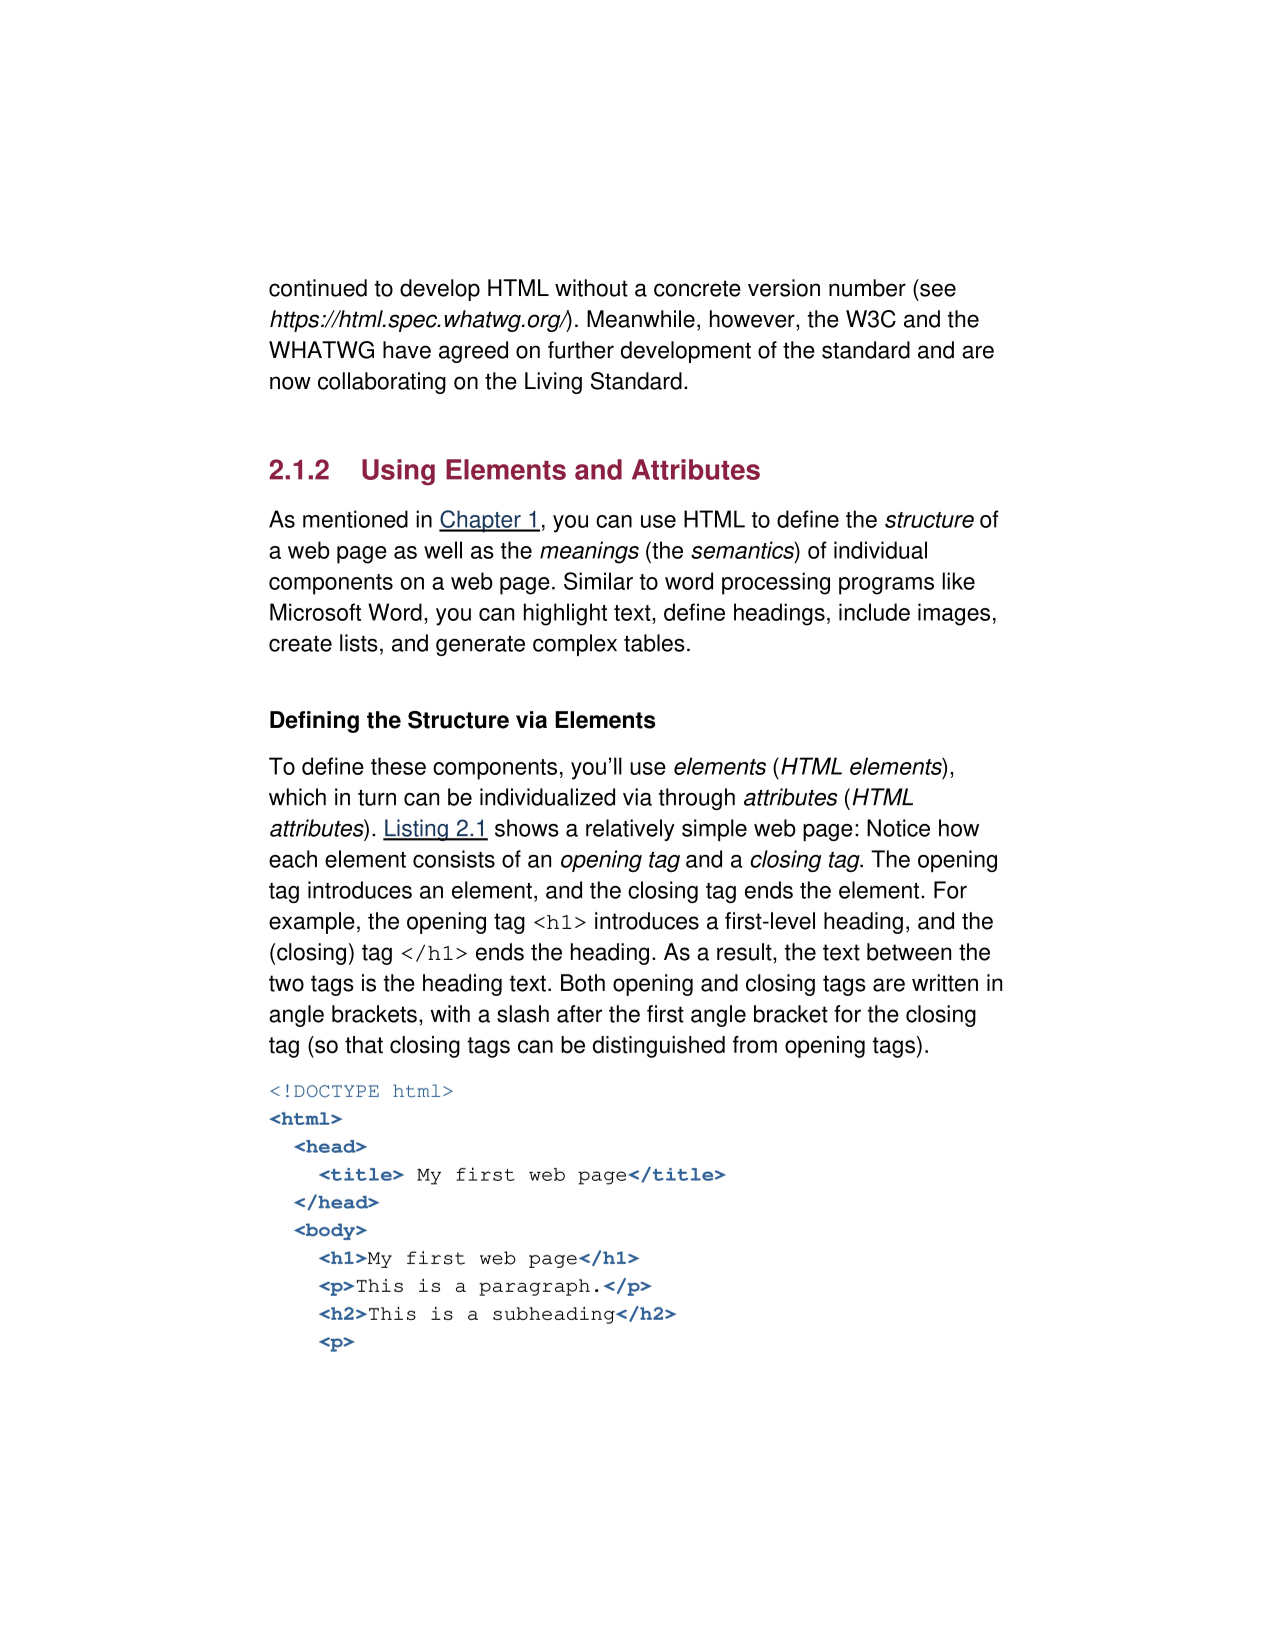 continued to develop HTML without a concrete version number (see
https://html.spec.whatwg.org/). Meanwhile, however, the W3C and the
WHATWG have agreed on further development of the standard and are
now collaborating on the Living Standard.
2.1.2 Using Elements and Attributes
As mentioned in Chapter 1, you can use HTML to define the structure of
a web page as well as the meanings (the semantics) of individual
components on a web page. Similar to word processing programs like
Microsoft Word, you can highlight text, define headings, include images,
create lists, and generate complex tables.
Defining the Structure via Elements
To define these components, you’ll use elements (HTML elements),
which in turn can be individualized via through attributes (HTML
attributes). Listing 2.1 shows a relatively simple web page: Notice how
each element consists of an opening tag and a closing tag. The opening
tag introduces an element, and the closing tag ends the element. For
example, the opening tag <h1> introduces a first-level heading, and the
(closing) tag </h1> ends the heading. As a result, the text between the
two tags is the heading text. Both opening and closing tags are written in
angle brackets, with a slash after the first angle bracket for the closing
tag (so that closing tags can be distinguished from opening tags).
<!DOCTYPE html>
<html>
  <head>
    <title> My first web page</title>
  </head>
  <body>
    <h1>My first web page</h1>
    <p>This is a paragraph.</p>
    <h2>This is a subheading</h2>
    <p>